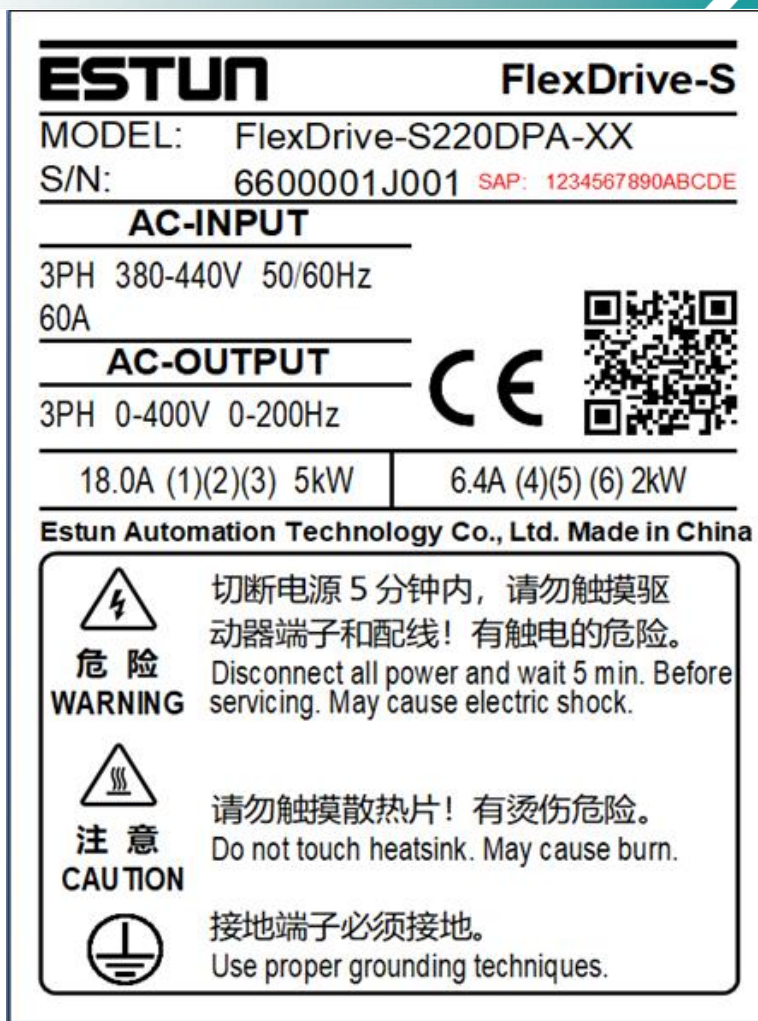 ESTUN FlexDrive-S
MODEL: FlexDrive-S220DPA-XX
S/N: 6600001J001 SAP: 1234567890ABCDE
AC-INPUT
3PH 380-440V 50/60Hz
60A
AC-OUTPUT
3PH 0-400V 0-200Hz
CE
18.0A (1)(2)(3) 5kW 6.4A (4)(5) (6) 2kW
Estun Automation Technology Co., Ltd. Made in China
危 险
WARNING
切断电源 5 分钟内，请勿触摸驱
动器端子和配线！有触电的危险。
Disconnect all power and wait 5 min. Before
servicing. May cause electric shock.
注 意
CAUTION
请勿触摸散热片！有烫伤危险。
Do not touch heatsink. May cause burn.
接地端子必须接地。
Use proper grounding techniques.